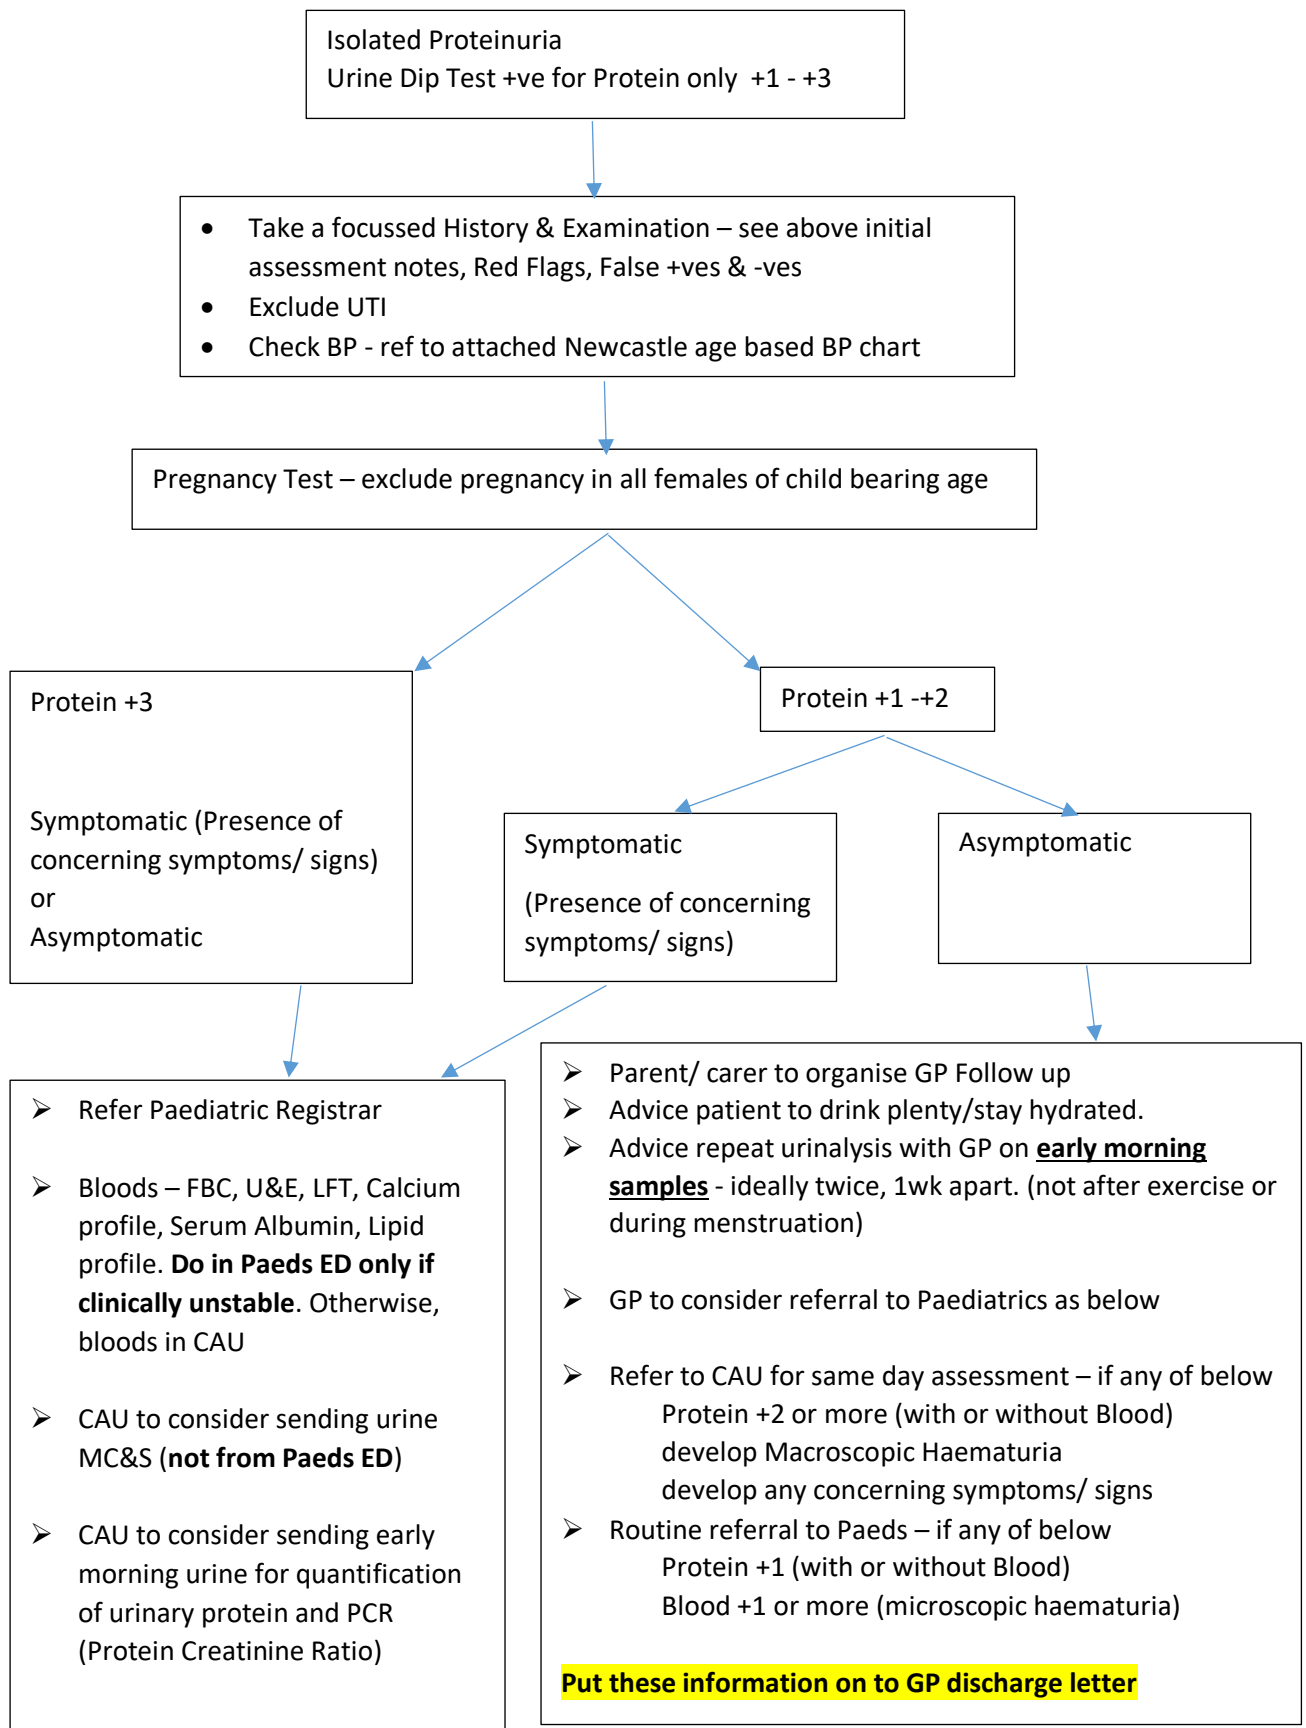 Isolated Proteinuria
Urine Dip Test +ve for Protein only  +1 - +3
• Take a focussed History & Examination – see above initial
assessment notes, Red Flags, False +ves & -ves
• Exclude UTI
• Check BP - ref to attached Newcastle age based BP chart
Pregnancy Test – exclude pregnancy in all females of child bearing age
Protein +3
Symptomatic (Presence of
concerning symptoms/ signs)
or
Asymptomatic
Protein +1 -+2
Symptomatic
(Presence of concerning
symptoms/ signs)
Asymptomatic
➢ Refer Paediatric Registrar
➢ Bloods – FBC, U&E, LFT, Calcium
profile, Serum Albumin, Lipid
profile. Do in Paeds ED only if
clinically unstable. Otherwise,
bloods in CAU
➢ CAU to consider sending urine
MC&S (not from Paeds ED)
➢ CAU to consider sending early
morning urine for quantification
of urinary protein and PCR
(Protein Creatinine Ratio)
➢ Parent/ carer to organise GP Follow up
➢ Advice patient to drink plenty/stay hydrated.
➢ Advice repeat urinalysis with GP on early morning
samples - ideally twice, 1wk apart. (not after exercise or
during menstruation)
➢ GP to consider referral to Paediatrics as below
➢ Refer to CAU for same day assessment – if any of below
Protein +2 or more (with or without Blood)
develop Macroscopic Haematuria
develop any concerning symptoms/ signs
➢ Routine referral to Paeds – if any of below
Protein +1 (with or without Blood)
Blood +1 or more (microscopic haematuria)
Put these information on to GP discharge letter